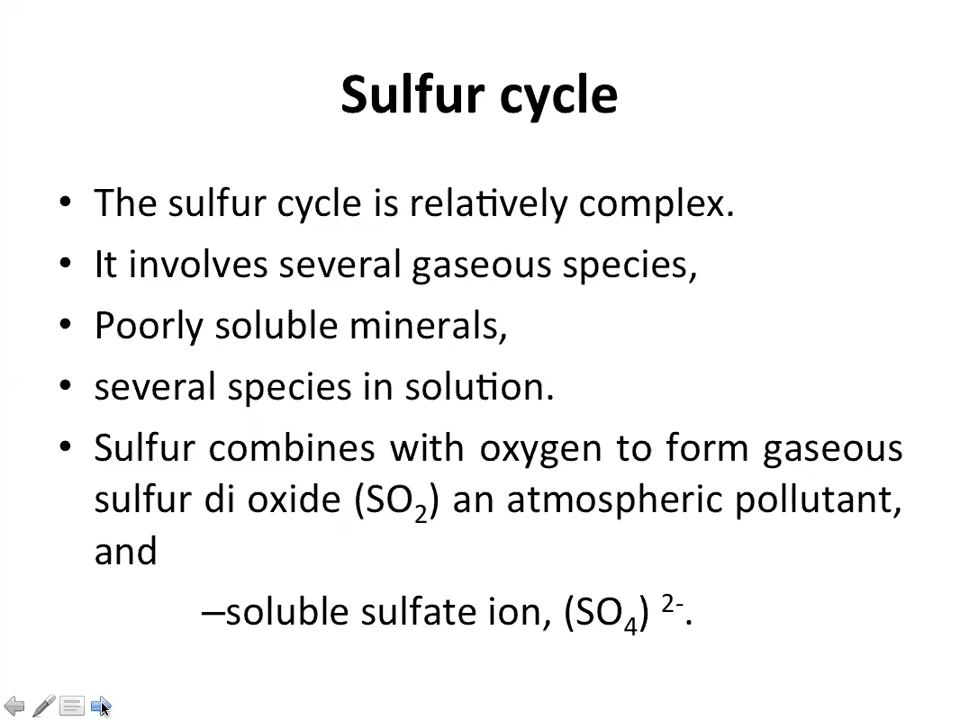 Sulfur cycle
• The sulfur cycle is relatively complex.
• It involves several gaseous species,
• Poorly soluble minerals,
• several species in solution.
• Sulfur combines with oxygen to form gaseous
sulfur di oxide (SO₂) an atmospheric pollutant,
and
–soluble sulfate ion, (SO₄) ²⁻.